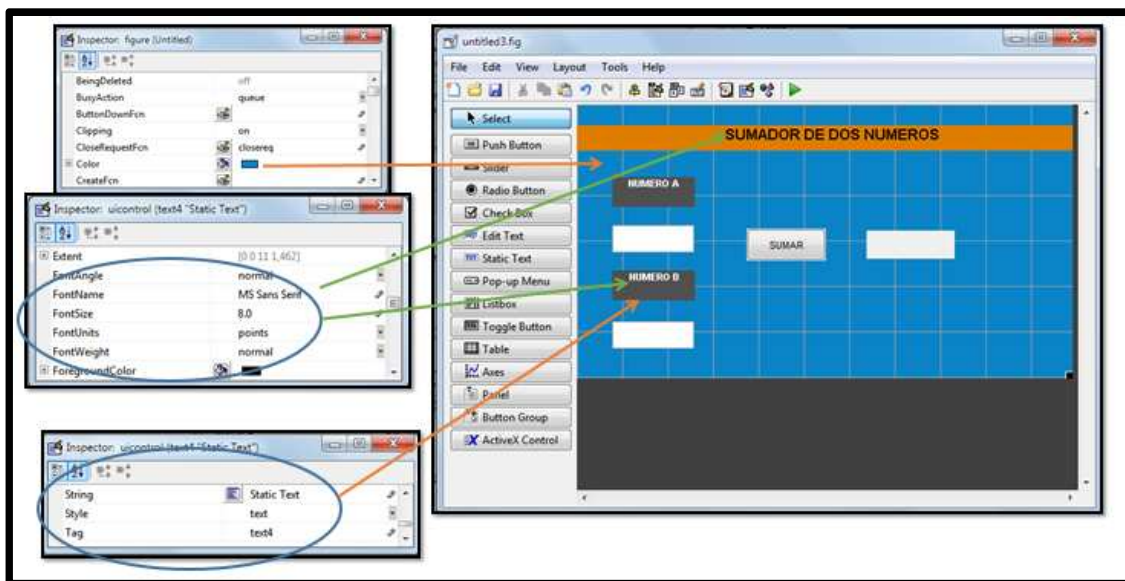 Inspector: figure (Untitled)
BeingDeleted off
BusyAction queue
ButtonDownFcn
Clipping on
CloseRequestFcn closereq
Color
CreateFcn
Inspector: uicontrol (text4 "Static Text")
Extent [0 0 11 1,462]
FontAngle normal
FontName MS Sans Serif
FontSize 8.0
FontUnits points
FontWeight normal
ForegroundColor
Inspector: uicontrol (text4 "Static Text")
String Static Text
Style text
Tag text4
untitled3.fig
File Edit View Layout Tools Help
Select
Push Button
Slider
Radio Button
Check Box
Edit Text
Static Text
Pop-up Menu
Listbox
Toggle Button
Table
Axes
Panel
Button Group
ActiveX Control
SUMADOR DE DOS NUMEROS
NUMERO A
SUMAR
NUMERO B